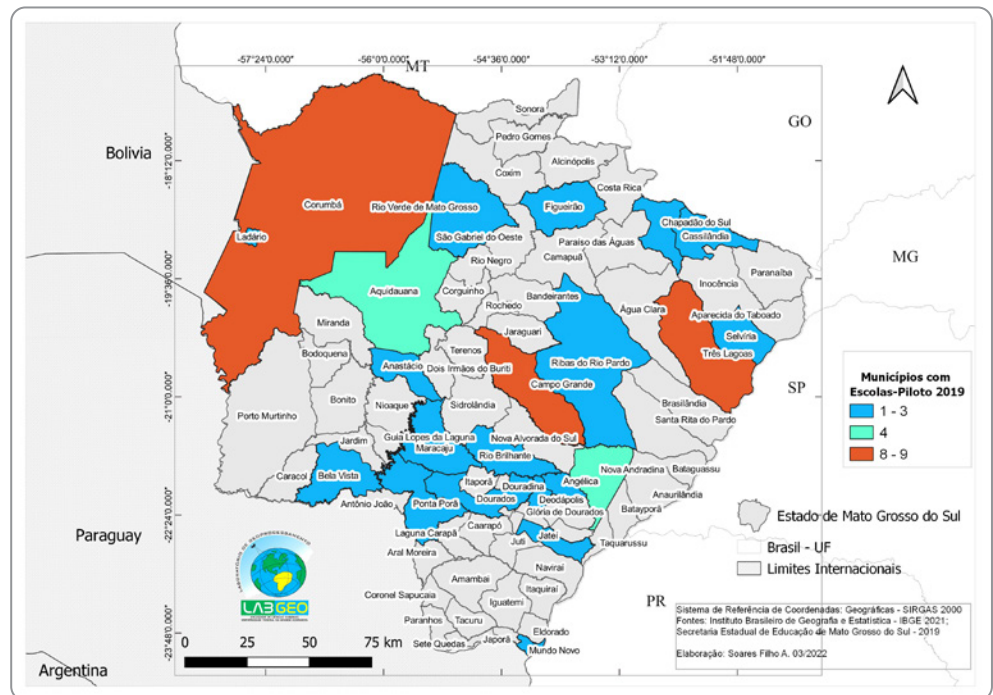 -57°24'0.000"
-56°0'0.000"
MT
-54°36'0.000"
-53°12'0.000"
-51°48'0.000"
GO
MG
SP
PR
Bolivia
Paraguay
Argentina
-18°12'0.000"
-19°36'0.000"
-21°0'0.000"
-22°24'0.000"
-23°48'0.000"
Sonora
Pedro Gomes
Alcinópolis
Coxim
Costa Rica
Corumbá
Rio Verde de Mato Grosso
Figueirão
Chapadão do Sul
Cassilândia
Ladário
São Gabriel do Oeste
Paraíso das Águas
Camapuã
Rio Negro
Paranaíba
Inocência
Aquidauana
Corguinho
Bandeirantes
Rochedo
Água Clara
Aparecida do Taboado
Selvíria
Miranda
Jaraguari
Três Lagoas
Bodoquena
Terenos
Anastácio
Dois Irmãos do Buriti
Ribas do Rio Pardo
Campo Grande
Bonito
Nioaque
Sidrolândia
Brasilândia
Santa Rita do Pardo
Porto Murtinho
Jardim
Guia Lopes da Laguna
Maracaju
Nova Alvorada do Sul
Rio Brilhante
Nova Andradina
Bataguassu
Caracol
Bela Vista
Itaporã
Douradina
Angélica
Anaurilândia
Antônio João
Ponta Porã
Dourados
Deodápolis
Glória de Dourados
Batayporã
Laguna Carapã
Caarapó
Juti
Jateí
Taquarussu
Aral Moreira
Naviraí
Amambai
Itaquiraí
Coronel Sapucaia
Iguatemi
Paranhos
Tacuru
Eldorado
Sete Quedas
Japorã
Mundo Novo
Municípios com
Escolas-Piloto 2019
1 - 3
4
8 - 9
Estado de Mato Grosso do Sul
Brasil - UF
Limites Internacionais
LABGEO
0
25
50
75 km
Sistema de Referência de Coordenadas: Geográficas - SIRGAS 2000
Fontes: Instituto Brasileiro de Geografia e Estatística - IBGE 2021;
Secretaria Estadual de Educação de Mato Grosso do Sul - 2019
Elaboração: Soares Filho A. 03/2022